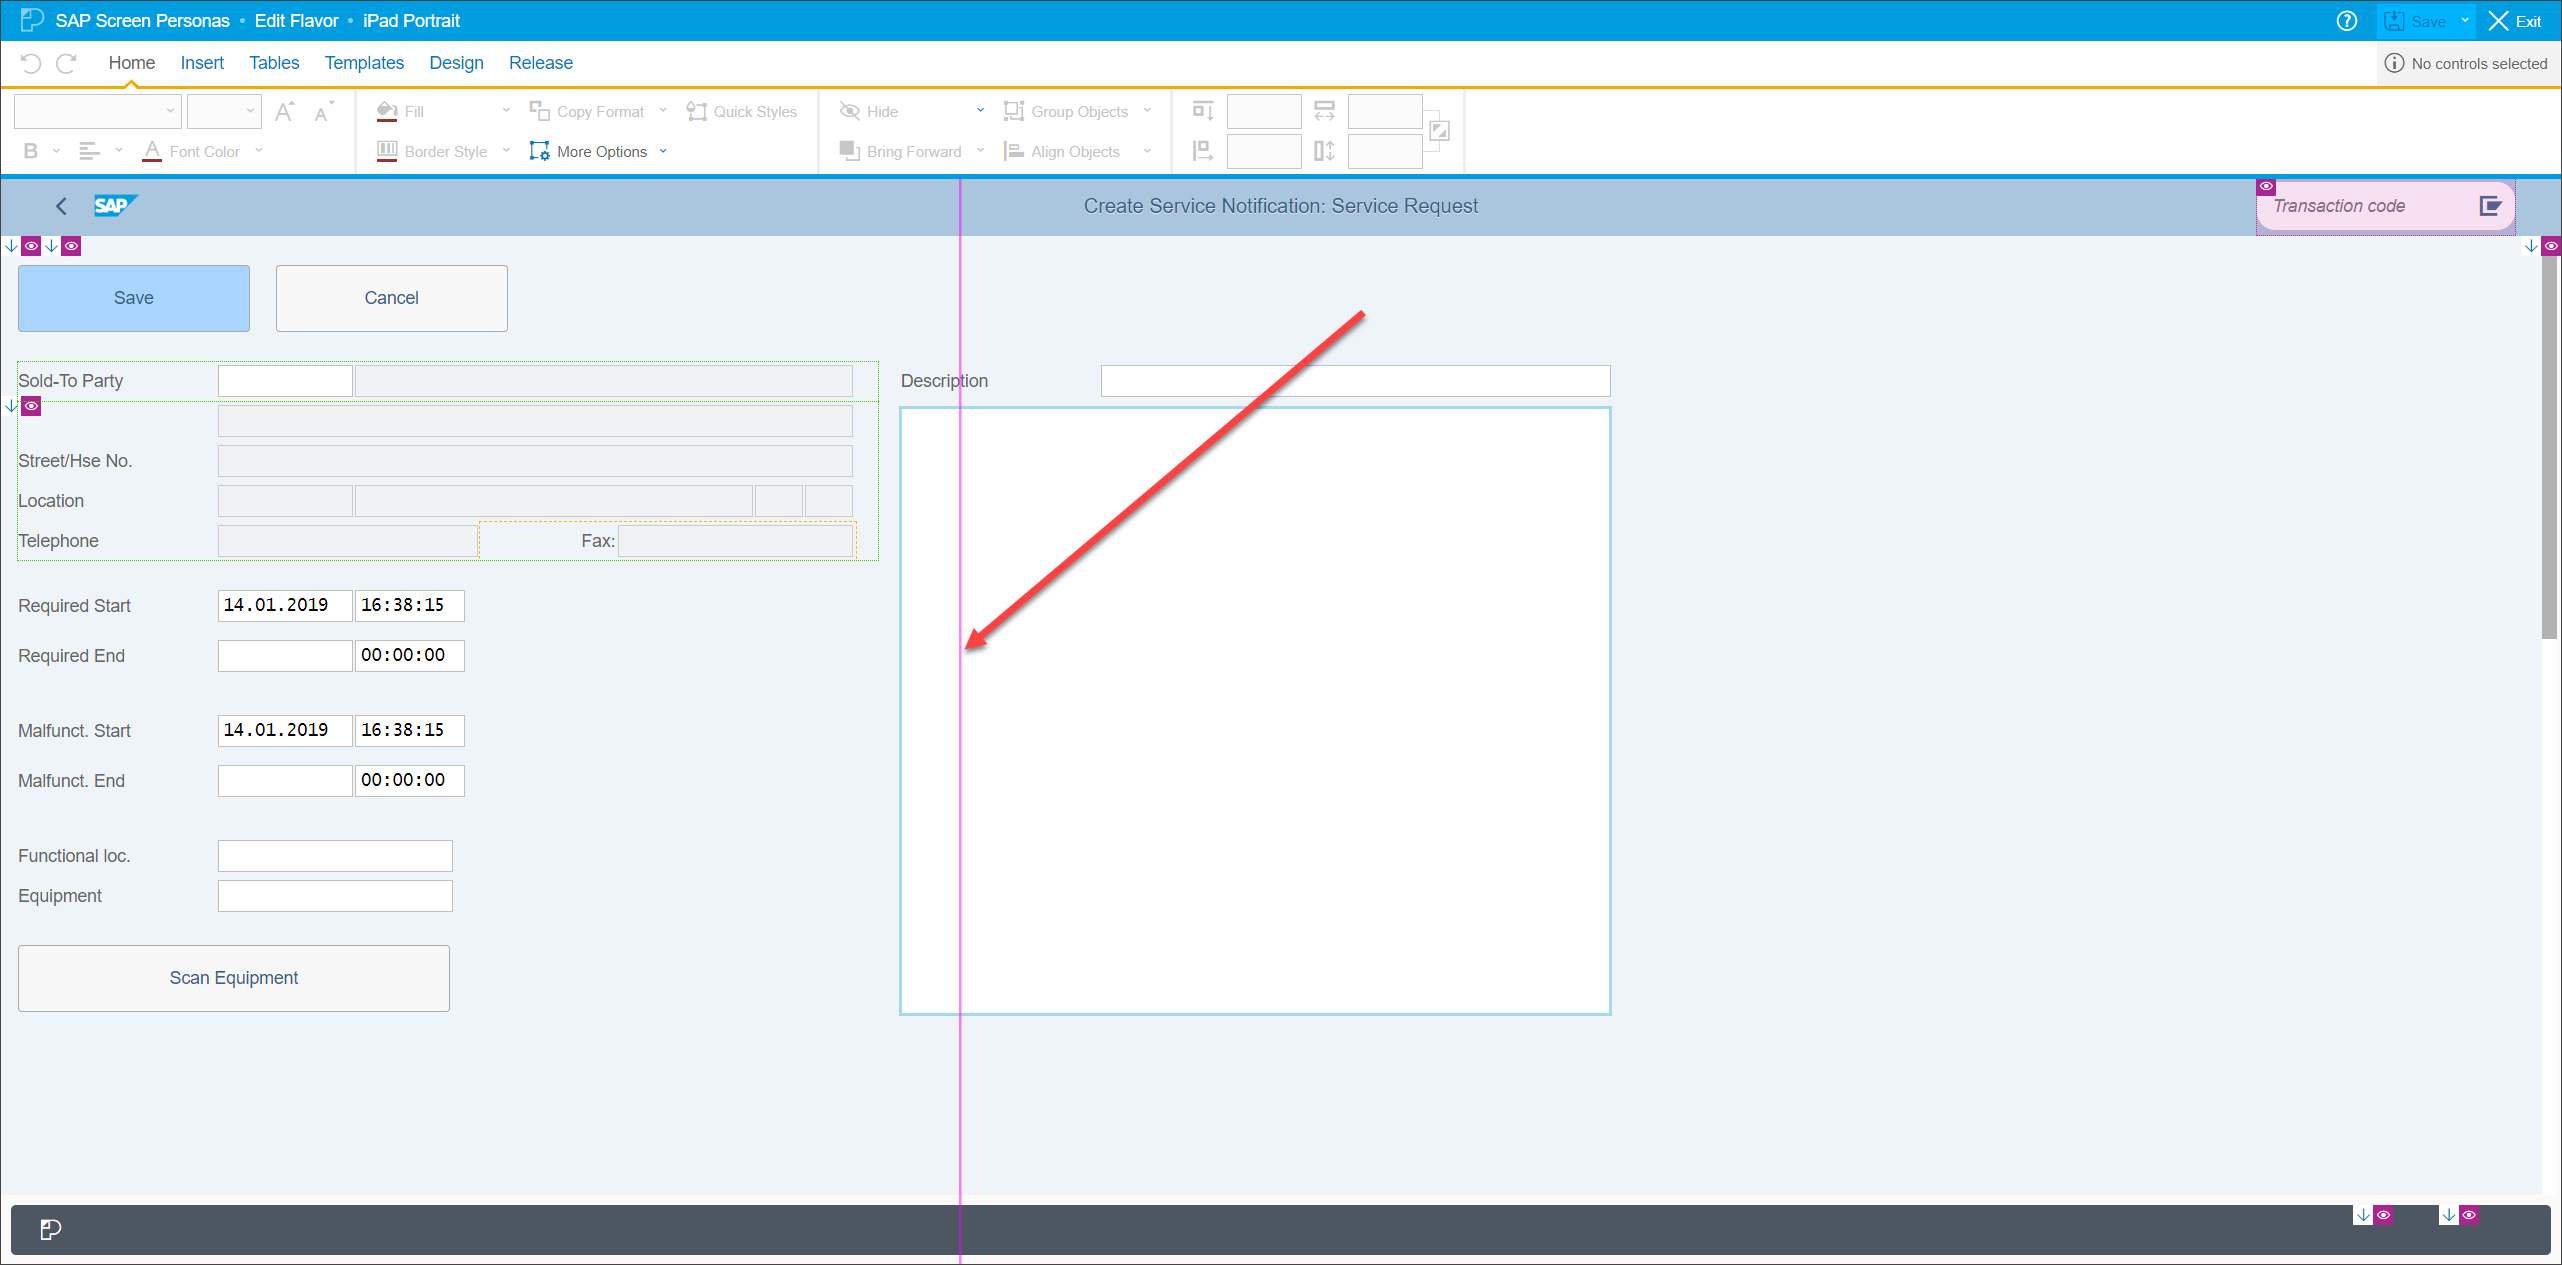 SAP Screen Personas • Edit Flavor • iPad Portrait
Save
Exit
Home
Insert
Tables
Templates
Design
Release
No controls selected
Fill
Copy Format
Quick Styles
Hide
Group Objects
B
A Font Color
Border Style
More Options
Bring Forward
Align Objects
SAP
Create Service Notification: Service Request
Transaction code
Save
Cancel
Sold-To Party
Description
Street/Hse No.
Location
Telephone
Fax:
Required Start 14.01.2019 16:38:15
Required End 00:00:00
Malfunct. Start 14.01.2019 16:38:15
Malfunct. End 00:00:00
Functional loc.
Equipment
Scan Equipment